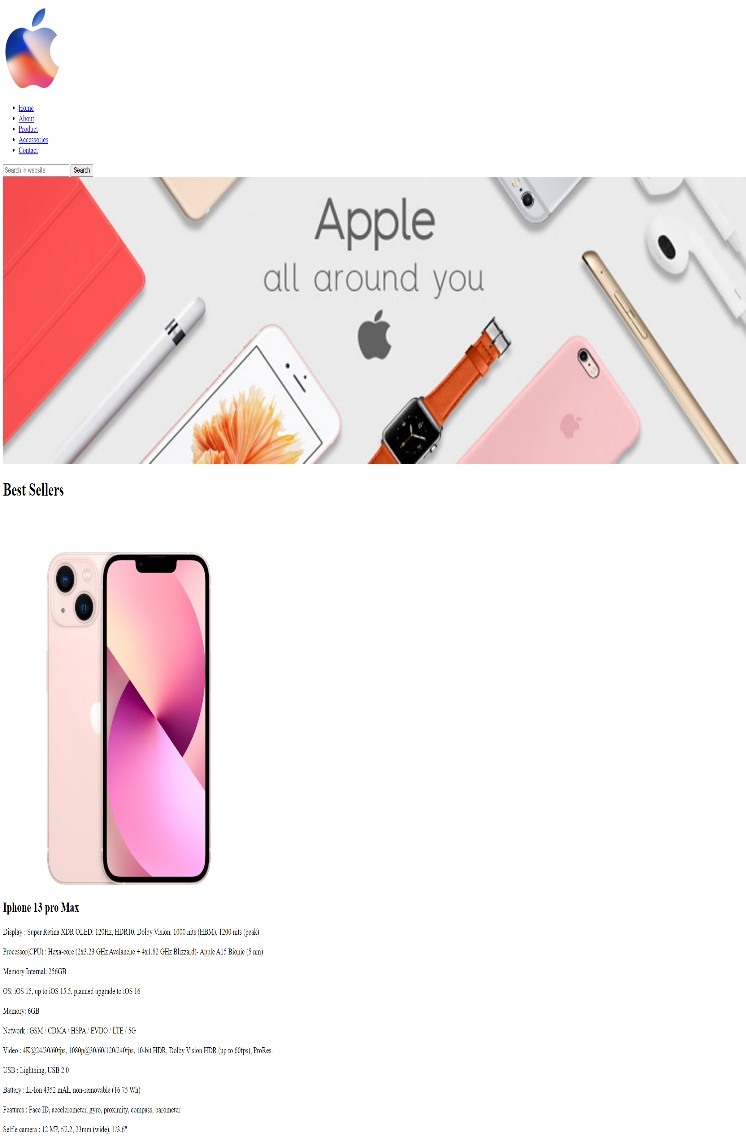 Home
About
Product
Accessories
Contact
Search in website Search
Apple
all around you
Best Sellers
Iphone 13 pro Max
Display : Super Retina XDR OLED, 120Hz, HDR10, Dolby Vision, 1000 nits (HBM), 1200 nits (peak)
Processor(CPU) : Hexa-core (2x3.23 GHz Avalanche + 4x1.82 GHz Blizzard)- Apple A15 Bionic (5 nm)
Memory Internal: 256GB
OS: iOS 15, up to iOS 15.5, planned upgrade to iOS 16
Memory: 6GB
Network : GSM / CDMA / HSPA / EVDO / LTE / 5G
Video : 4K@24/30/60fps, 1080p@30/60/120/240fps, 10-bit HDR, Dolby Vision HDR (up to 60fps), ProRes
USB : Lightning, USB 2.0
Battery : Li-Ion 4352 mAh, non-removable (16.75 Wh)
Features : Face ID, accelerometer, gyro, proximity, compass, barometer
Selfie camera : 12 MP, f/2.2, 23mm (wide), 1/3.6"